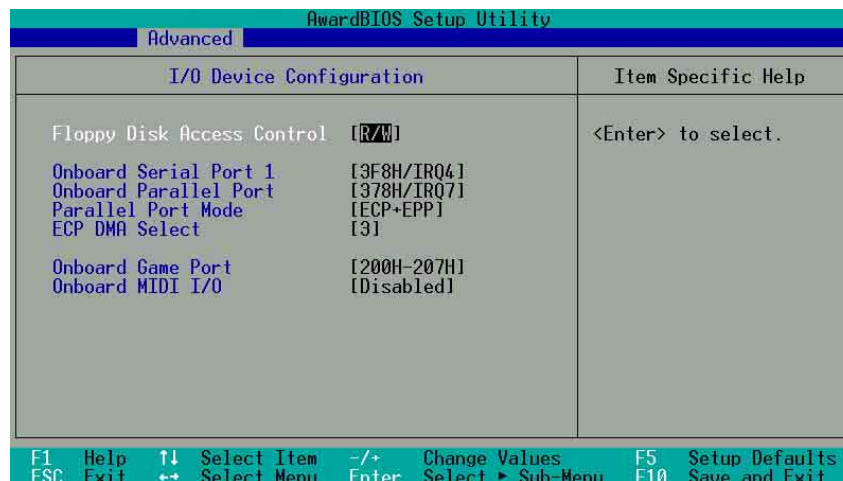 AwardBIOS Setup Utility
Advanced
I/O Device Configuration
Item Specific Help
Floppy Disk Access Control [R/W]
<Enter> to select.
Onboard Serial Port 1 [3F8H/IRQ4]
Onboard Parallel Port [378H/IRQ7]
Parallel Port Mode [ECP+EPP]
ECP DMA Select [3]
Onboard Game Port [200H-207H]
Onboard MIDI I/O [Disabled]
F1 Help ↑↓ Select Item -/+ Change Values F5 Setup Defaults
ESC Exit ←→ Select Menu Enter Select ► Sub-Menu F10 Save and Exit